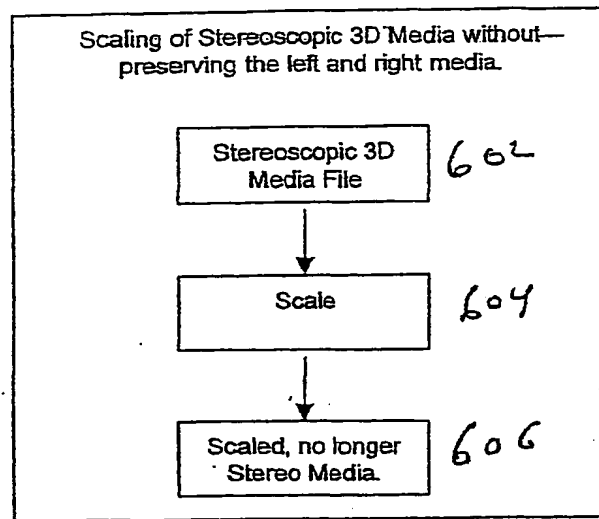 Scaling of Stereoscopic 3D Media without—
preserving the left and right media.
Stereoscopic 3D
Media File
602
Scale
604
Scaled, no longer
Stereo Media.
606